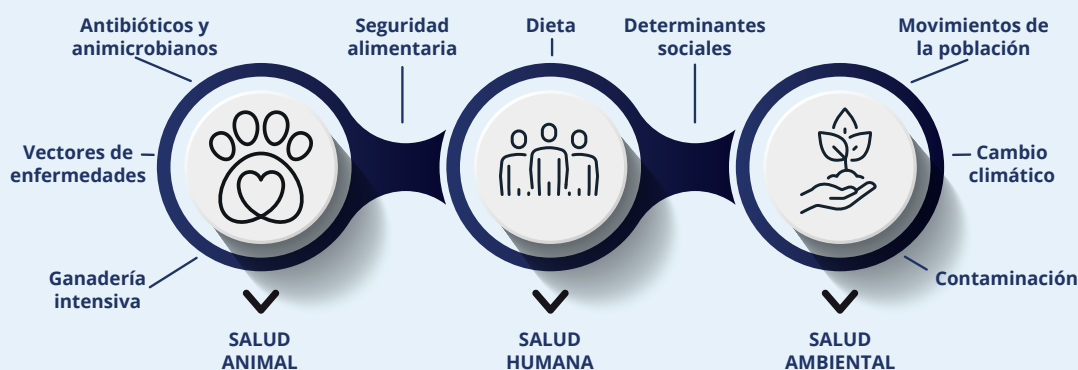 Antibióticos y
animicrobianos
Seguridad
alimentaria
Dieta
Determinantes
sociales
Movimientos de
la población
Vectores de
enfermedades
Cambio
climático
Ganadería
intensiva
Contaminación
SALUD
ANIMAL
SALUD
HUMANA
SALUD
AMBIENTAL